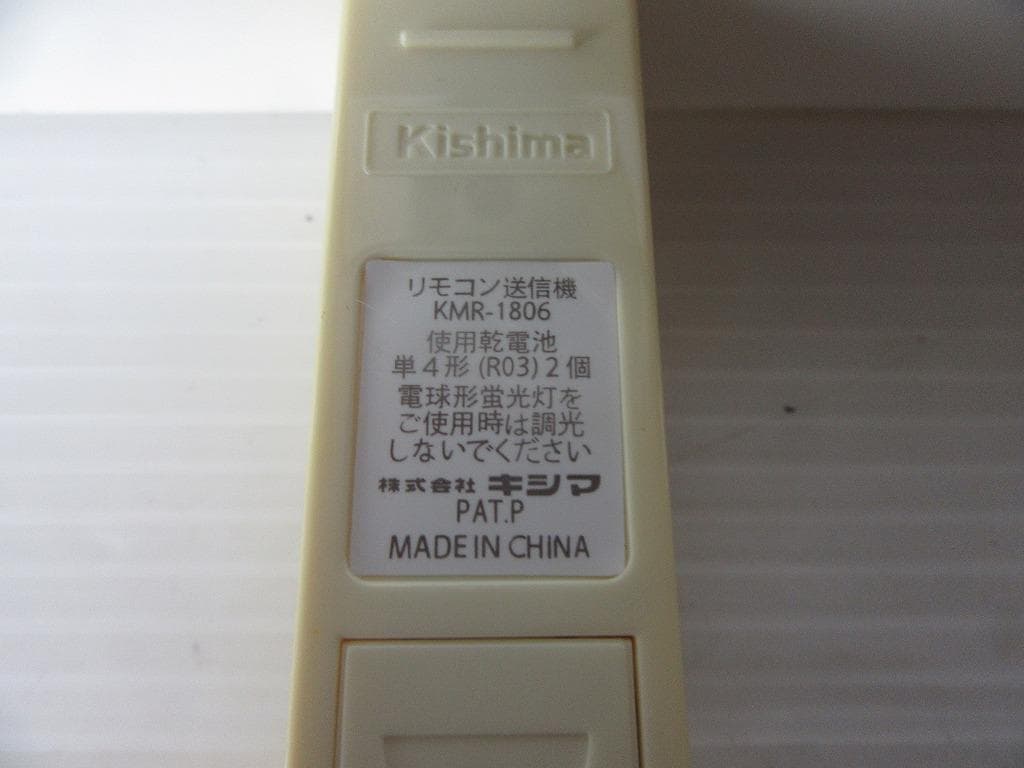 Kishima
リモコン送信機
KMR-1806
使用乾電池
単4形 (R03) 2個
電球形蛍光灯を
ご使用時は調光
しないでください
株式会社 キシマ
PAT.P
MADE IN CHINA